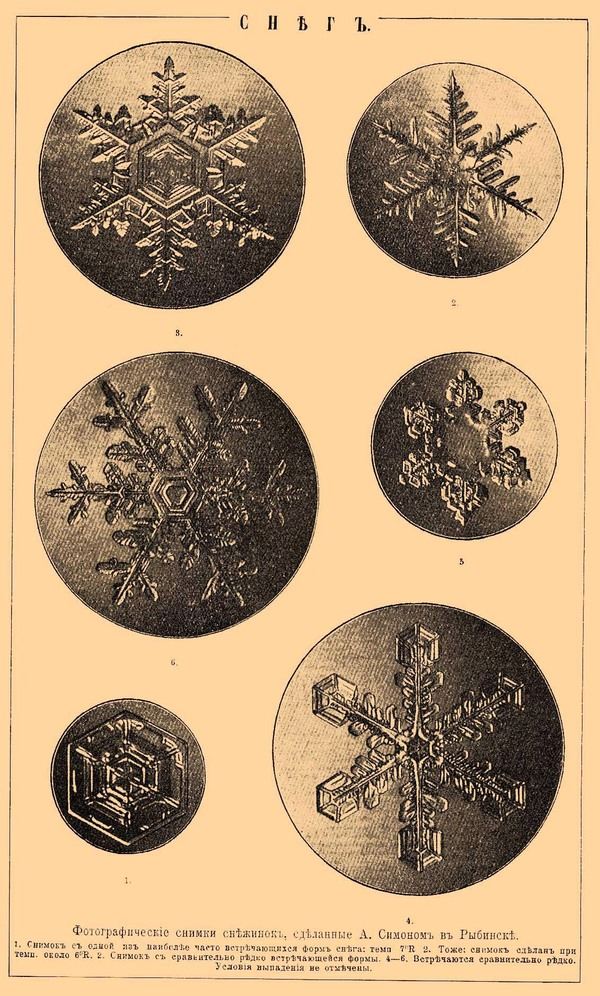 СНѢГЪ.
3.
2.
5
6.
1.
4.
Фотографическіе снимки снѣжинокъ, сдѣланные А. Симономъ въ Рыбинскѣ.
1. Снимокъ съ одной изъ наиболѣе часто встрѣчающихся формъ снѣга: темп 7°R 2. Тоже: снимокъ сдѣланъ при
темп. около 6°R. 2. Снимокъ съ сравнительно рѣдко встрѣчающейся формы. 4—6. Встрѣчаются сравнительно рѣдко.
Условія выпаденія не отмѣчены.